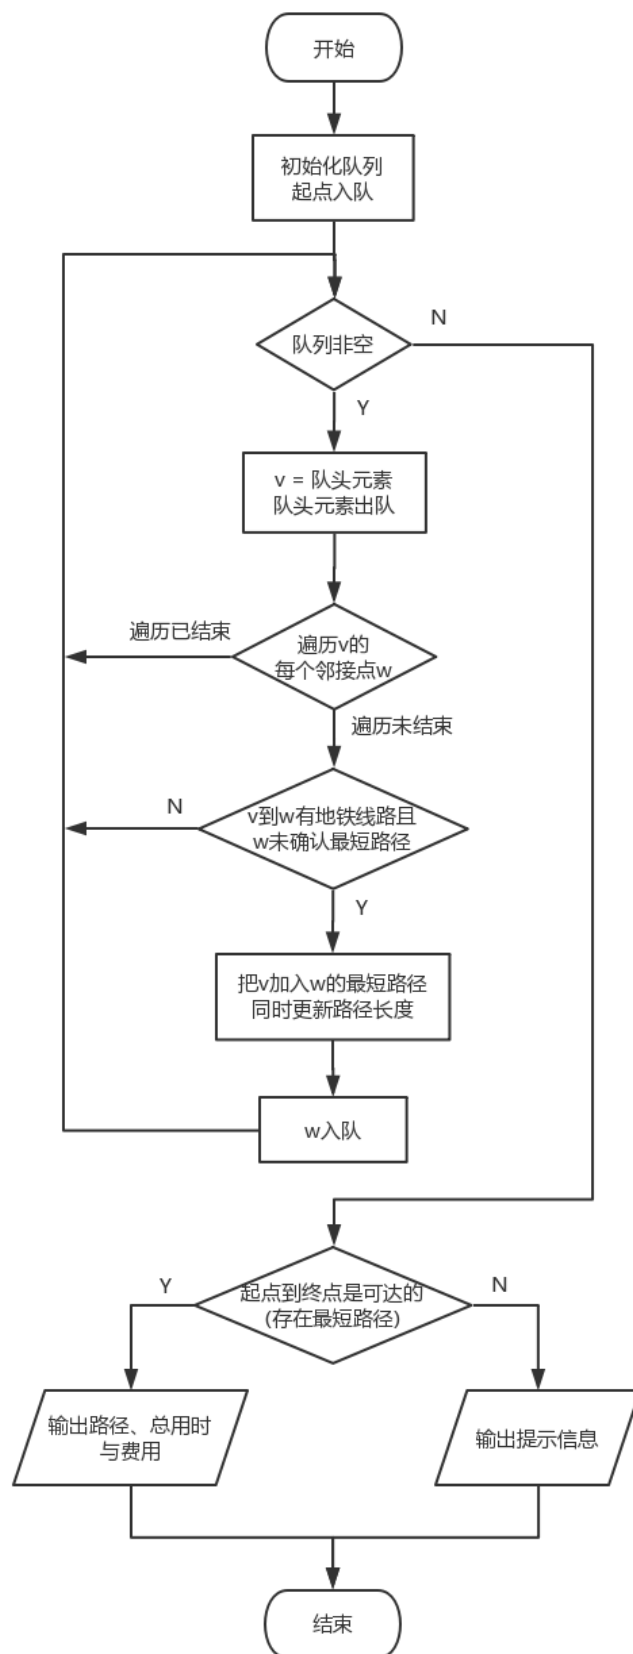 开始
初始化队列
起点入队
队列非空
N
Y
v = 队头元素
队头元素出队
遍历已结束
遍历v的
每个邻接点w
遍历未结束
N
v到w有地铁线路且
w未确认最短路径
Y
把v加入w的最短路径
同时更新路径长度
w入队
Y
起点到终点是可达的
(存在最短路径)
N
输出路径、总用时
与费用
输出提示信息
结束